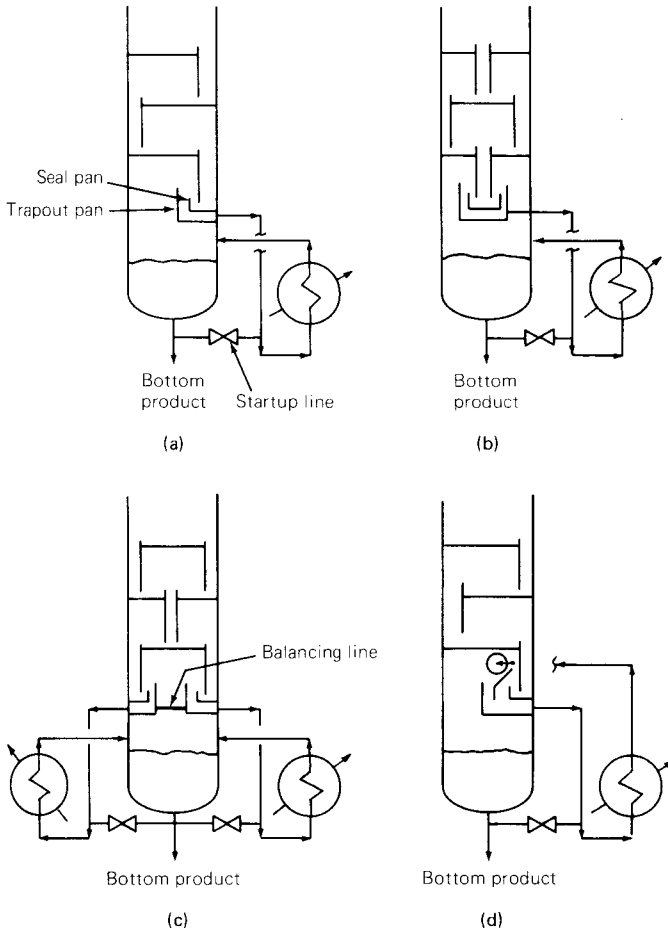 Seal pan
Trapout pan
Bottom
product
Startup line
(a)
Bottom
product
(b)
Balancing line
Bottom product
(c)
Bottom product
(d)